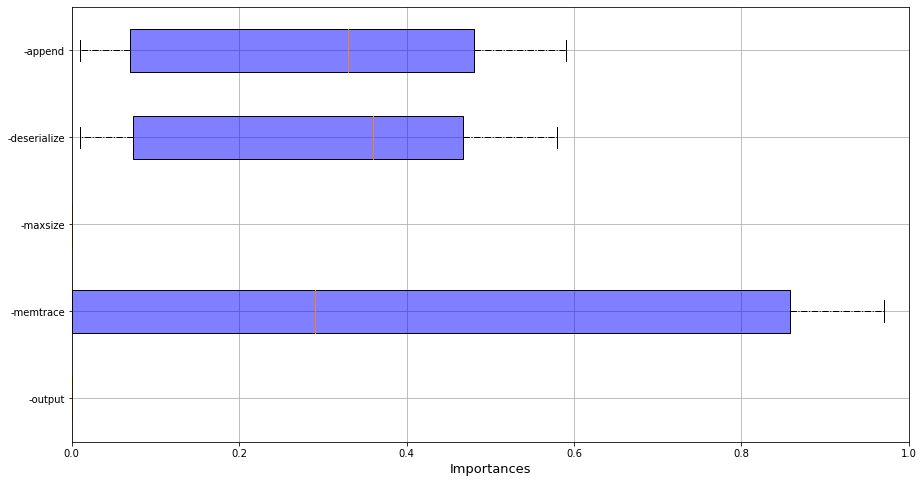 -append
-deserialize
-maxsize
-memtrace
-output
0.0 0.2 0.4 0.6 0.8 1.0
Importances